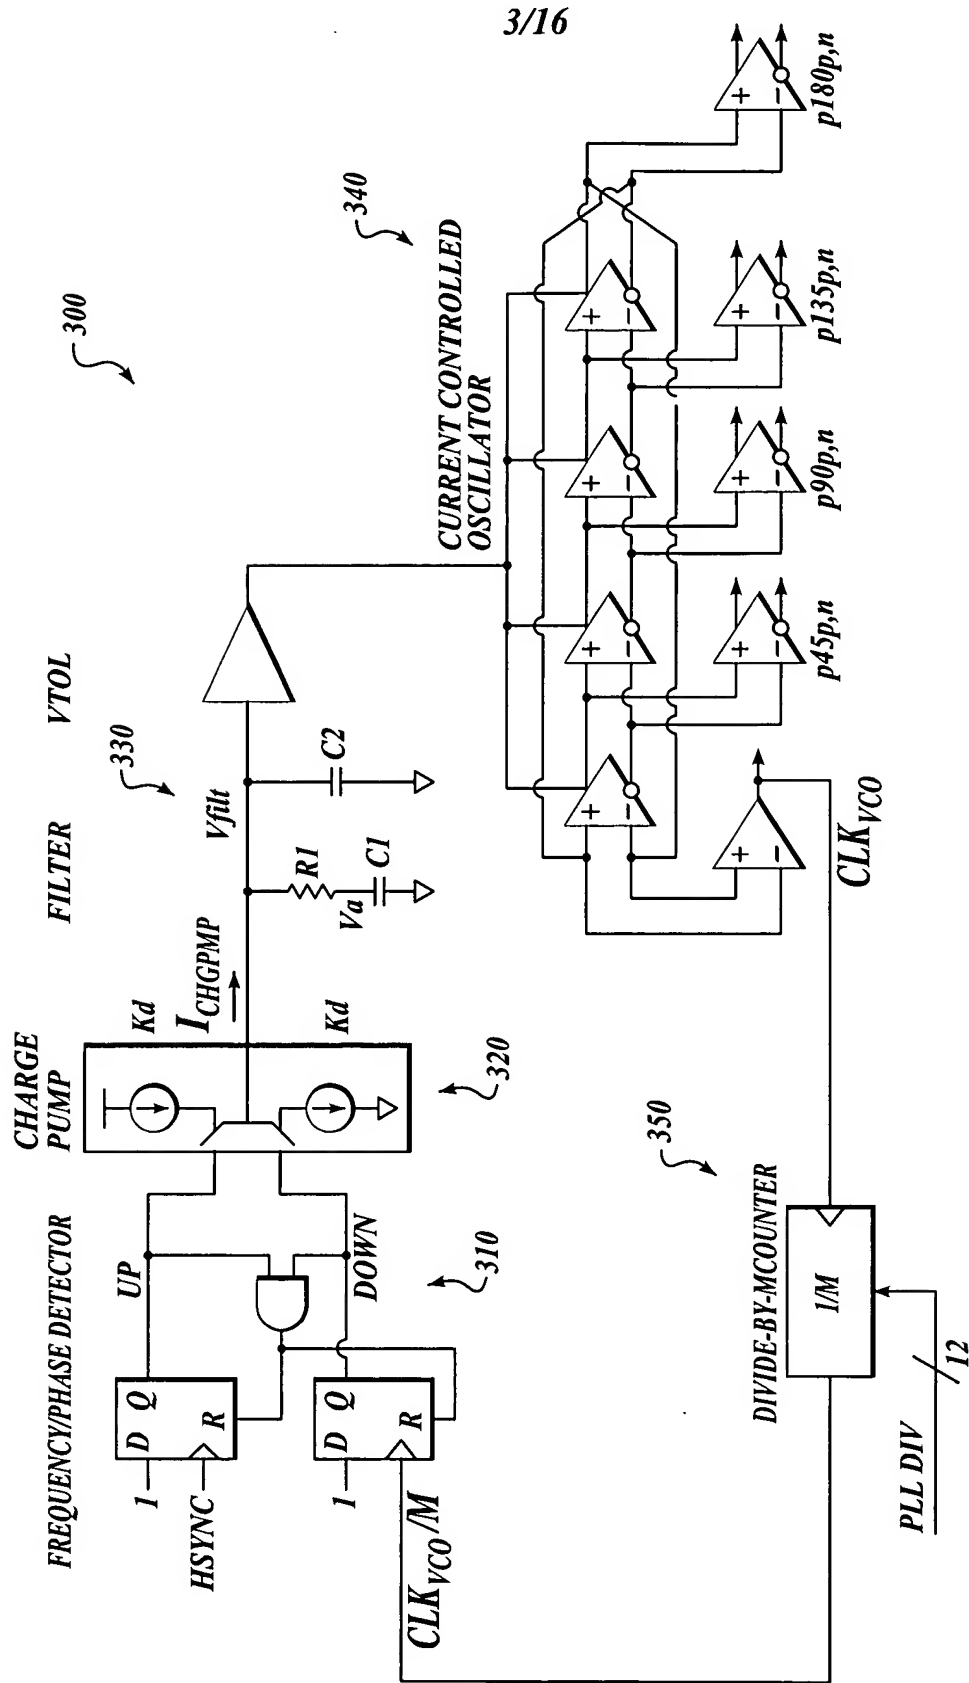 3/16
300
FREQUENCY/PHASE DETECTOR
CHARGE
PUMP
FILTER
VTOL
1
D Q
R
HSYNC
1
D Q
R
CLKVCO/M
UP
DOWN
310
Kd
Kd
320
ICHGPMP
330
Vfilt
R1
Va
C1
C2
CURRENT CONTROLLED
OSCILLATOR
340
+
−
+
−
+
−
+
−
+
−
+
−
+
−
+
−
+
−
CLKVCO
p45p,n
p90p,n
p135p,n
p180p,n
DIVIDE-BY-MCOUNTER
350
1/M
PLL DIV
12